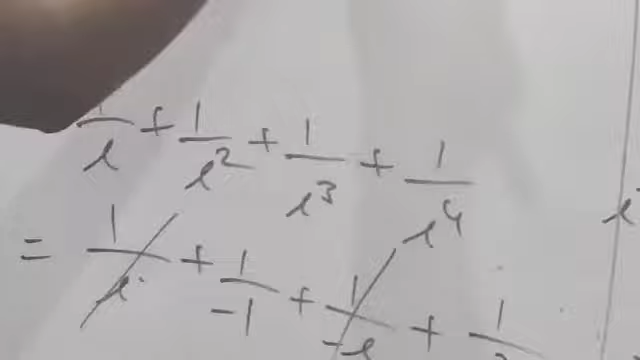 1/i + 1/i² + 1/i³ + 1/i⁴
= 1/i + 1/-1 + 1/-i + 1/